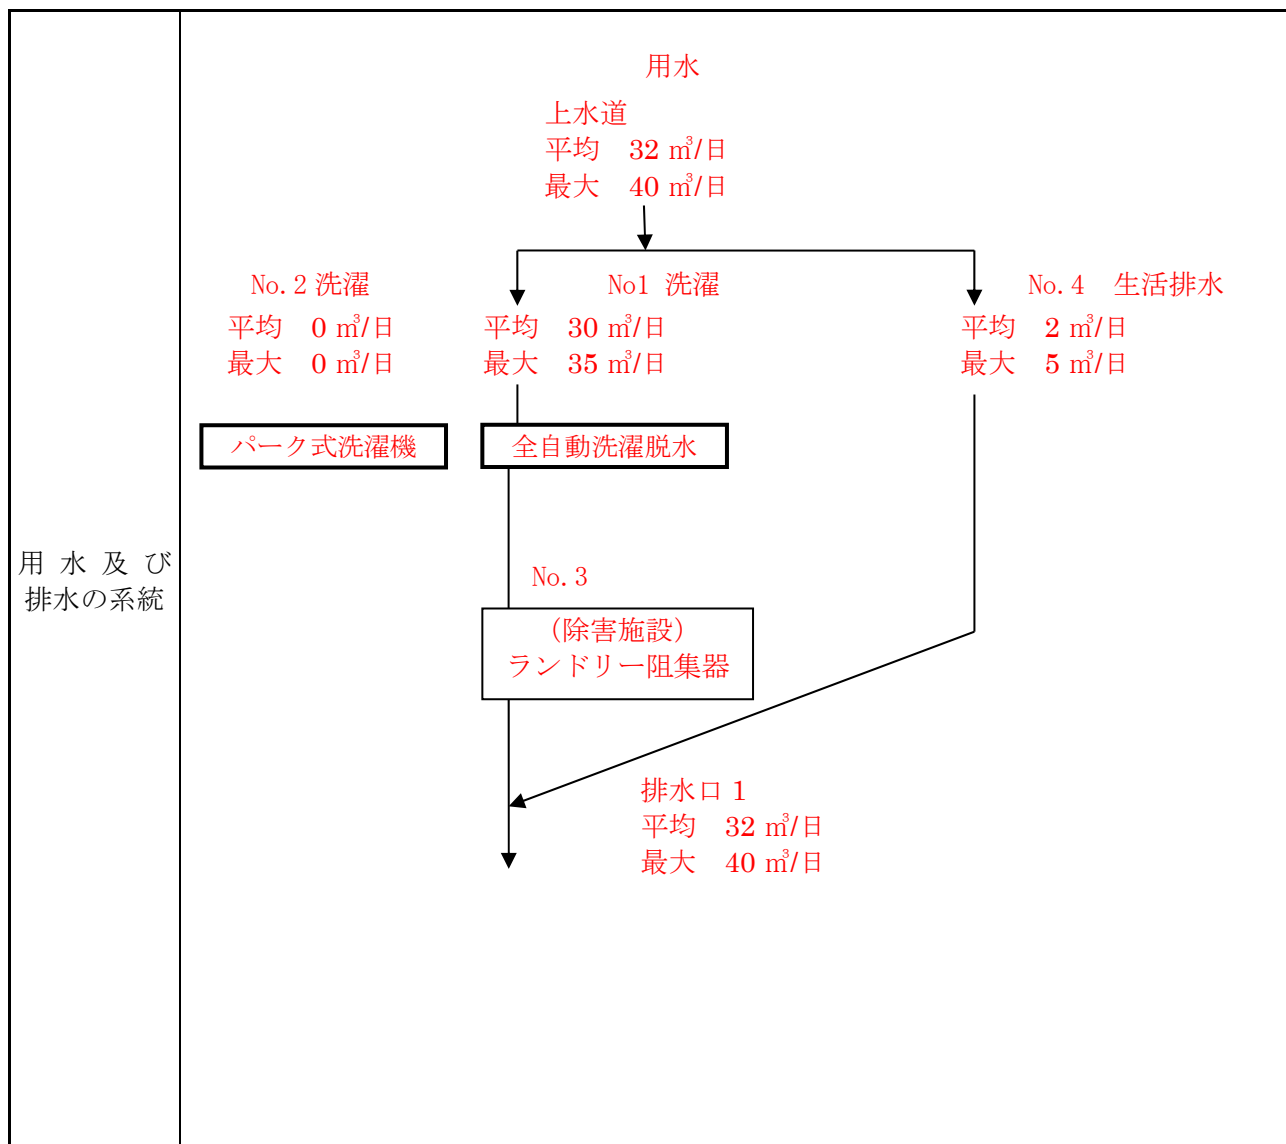 用水
上水道
平均　32 ㎥/日
最大　40 ㎥/日
No.2 洗濯
平均　0 ㎥/日
最大　0 ㎥/日
No1 洗濯
平均　30 ㎥/日
最大　35 ㎥/日
No.4　生活排水
平均　2 ㎥/日
最大　5 ㎥/日
パーク式洗濯機
全自動洗濯脱水
用水及び
排水の系統
No.3
（除害施設）
ランドリー阻集器
排水口 1
平均　32 ㎥/日
最大　40 ㎥/日